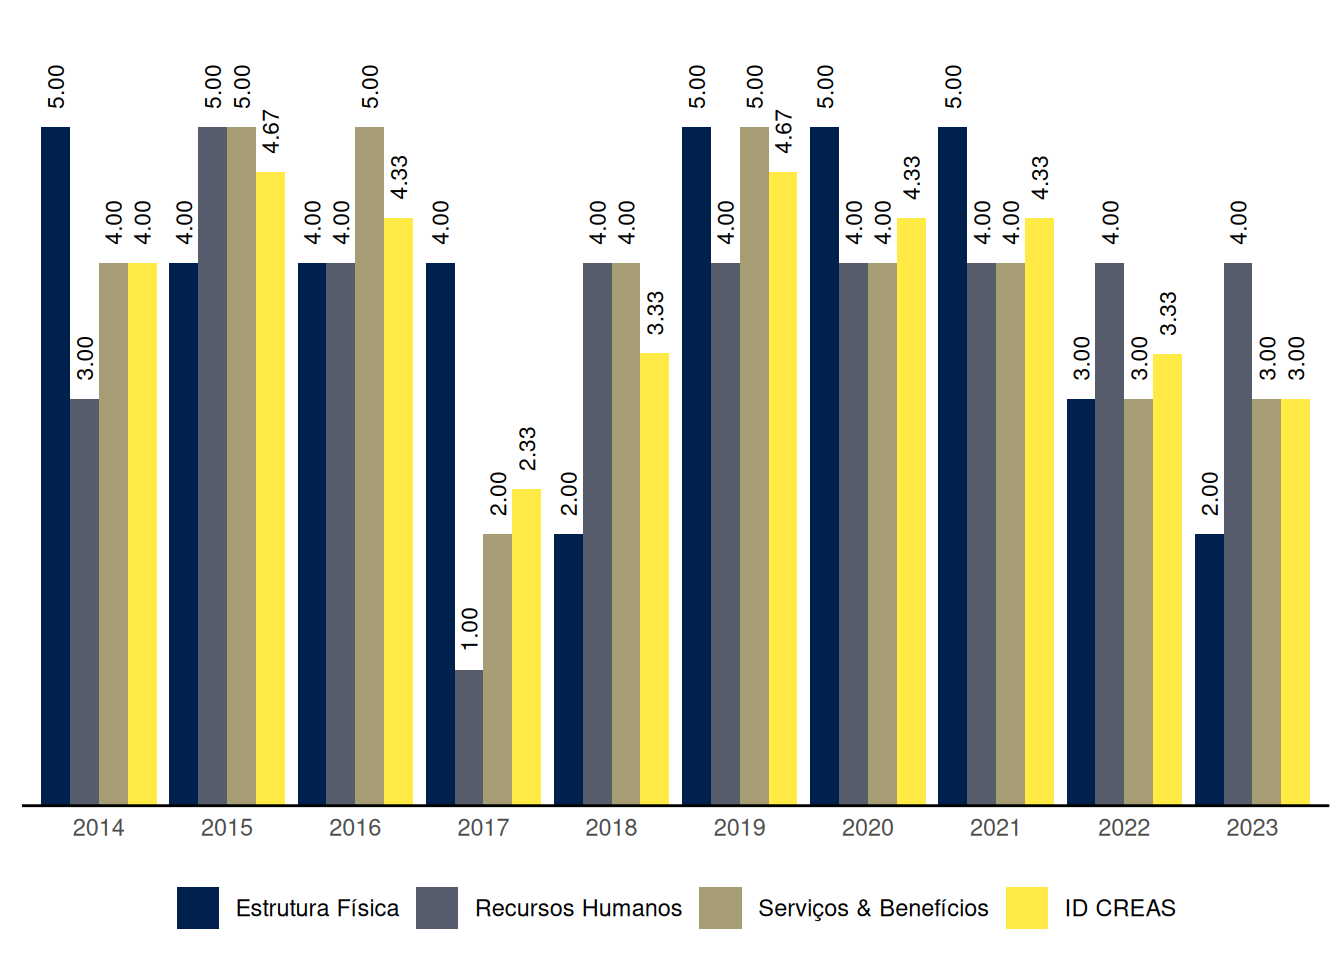 5.00 3.00 4.00 4.00 4.00 5.00 5.00 4.67 4.00 4.00 5.00 4.33 4.00 1.00 2.00 2.33 2.00 4.00 4.00 3.33 5.00 4.00 5.00 4.67 5.00 4.00 4.00 4.33 5.00 4.00 4.00 4.33 3.00 4.00 3.00 3.33 2.00 4.00 3.00 3.00
2014 2015 2016 2017 2018 2019 2020 2021 2022 2023
Estrutura Física Recursos Humanos Serviços & Benefícios ID CREAS